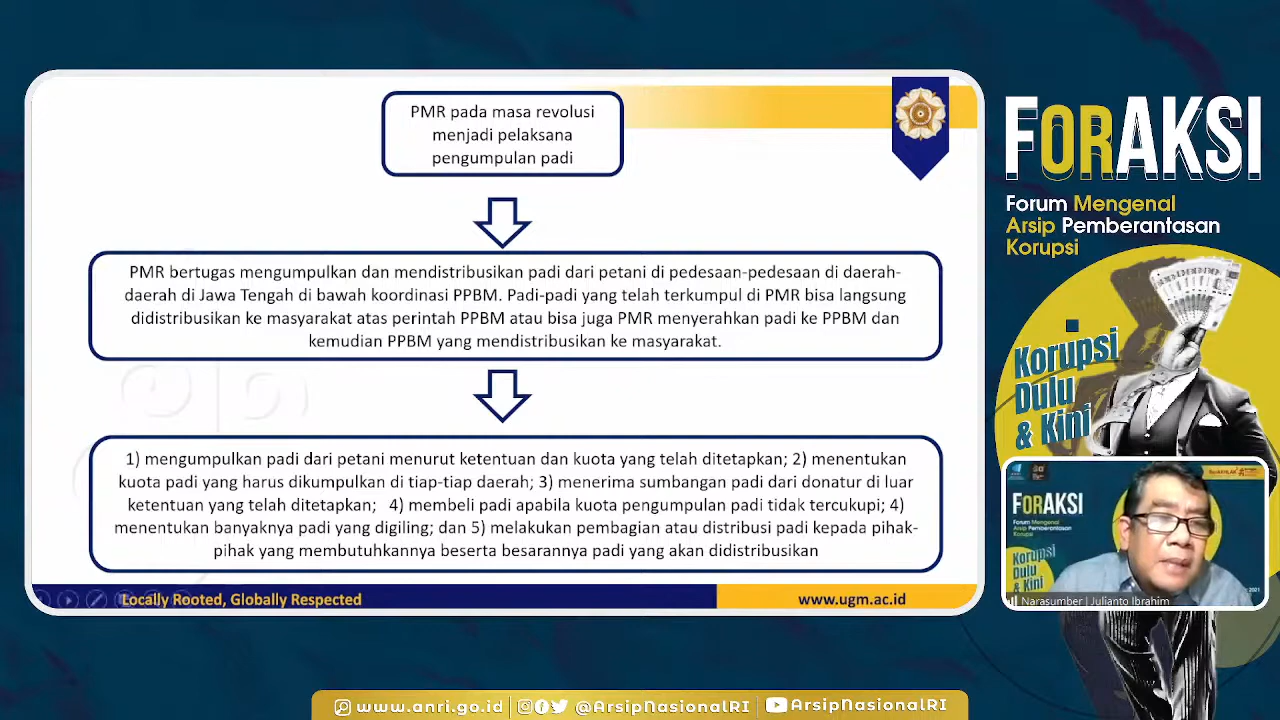 PMR pada masa revolusi
menjadi pelaksana
pengumpulan padi
PMR bertugas mengumpulkan dan mendistribusikan padi dari petani di pedesaan-pedesaan di daerah-
daerah di Jawa Tengah di bawah koordinasi PPBM. Padi-padi yang telah terkumpul di PMR bisa langsung
didistribusikan ke masyarakat atas perintah PPBM atau bisa juga PMR menyerahkan padi ke PPBM dan
kemudian PPBM yang mendistribusikan ke masyarakat.
1) mengumpulkan padi dari petani menurut ketentuan dan kuota yang telah ditetapkan; 2) menentukan
kuota padi yang harus dikumpulkan di tiap-tiap daerah; 3) menerima sumbangan padi dari donatur di luar
ketentuan yang telah ditetapkan; 4) membeli padi apabila kuota pengumpulan padi tidak tercukupi; 4)
menentukan banyaknya padi yang digiling; dan 5) melakukan pembagian atau distribusi padi kepada pihak-
pihak yang membutuhkannya beserta besarannya padi yang akan didistribusikan
Locally Rooted, Globally Respected
www.ugm.ac.id
FORAKSI
Forum Mengenal
Arsip Pemberantasan
Korupsi
Korupsi
Dulu
& Kini
FORAKSI
Forum Mengenal
Arsip Pemberantasan
Korupsi
Korupsi
Dulu
& Kini
2021
Narasumber | Julianto Ibrahim
www.anri.go.id
@ArsipNasionalRI
ArsipNasionalRI